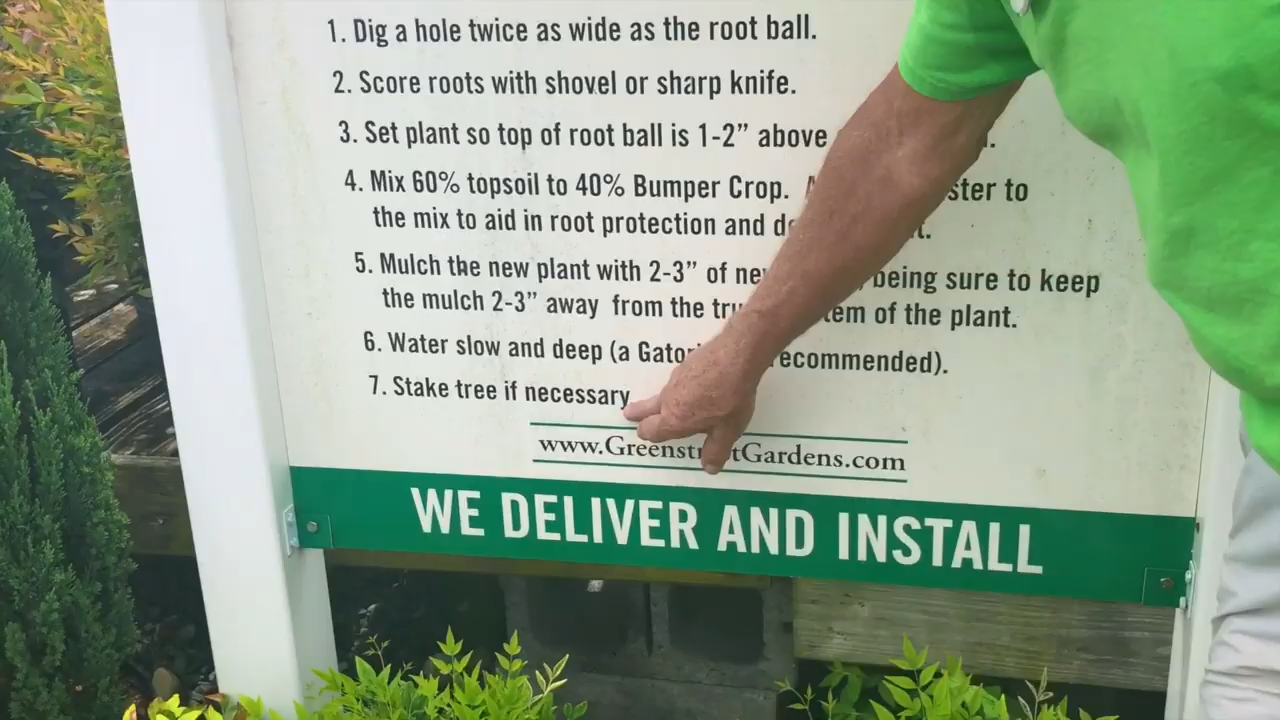 1. Dig a hole twice as wide as the root ball.
2. Score roots with shovel or sharp knife.
3. Set plant so top of root ball is 1-2” above
4. Mix 60% topsoil to 40% Bumper Crop. to
the mix to aid in root protection and
5. Mulch the new plant with 2-3” of being sure to keep
the mulch 2-3” away from the of the plant.
6. Water slow and deep (a recommended).
7. Stake tree if necessary
www.GreenstreetGardens.com
WE DELIVER AND INSTALL